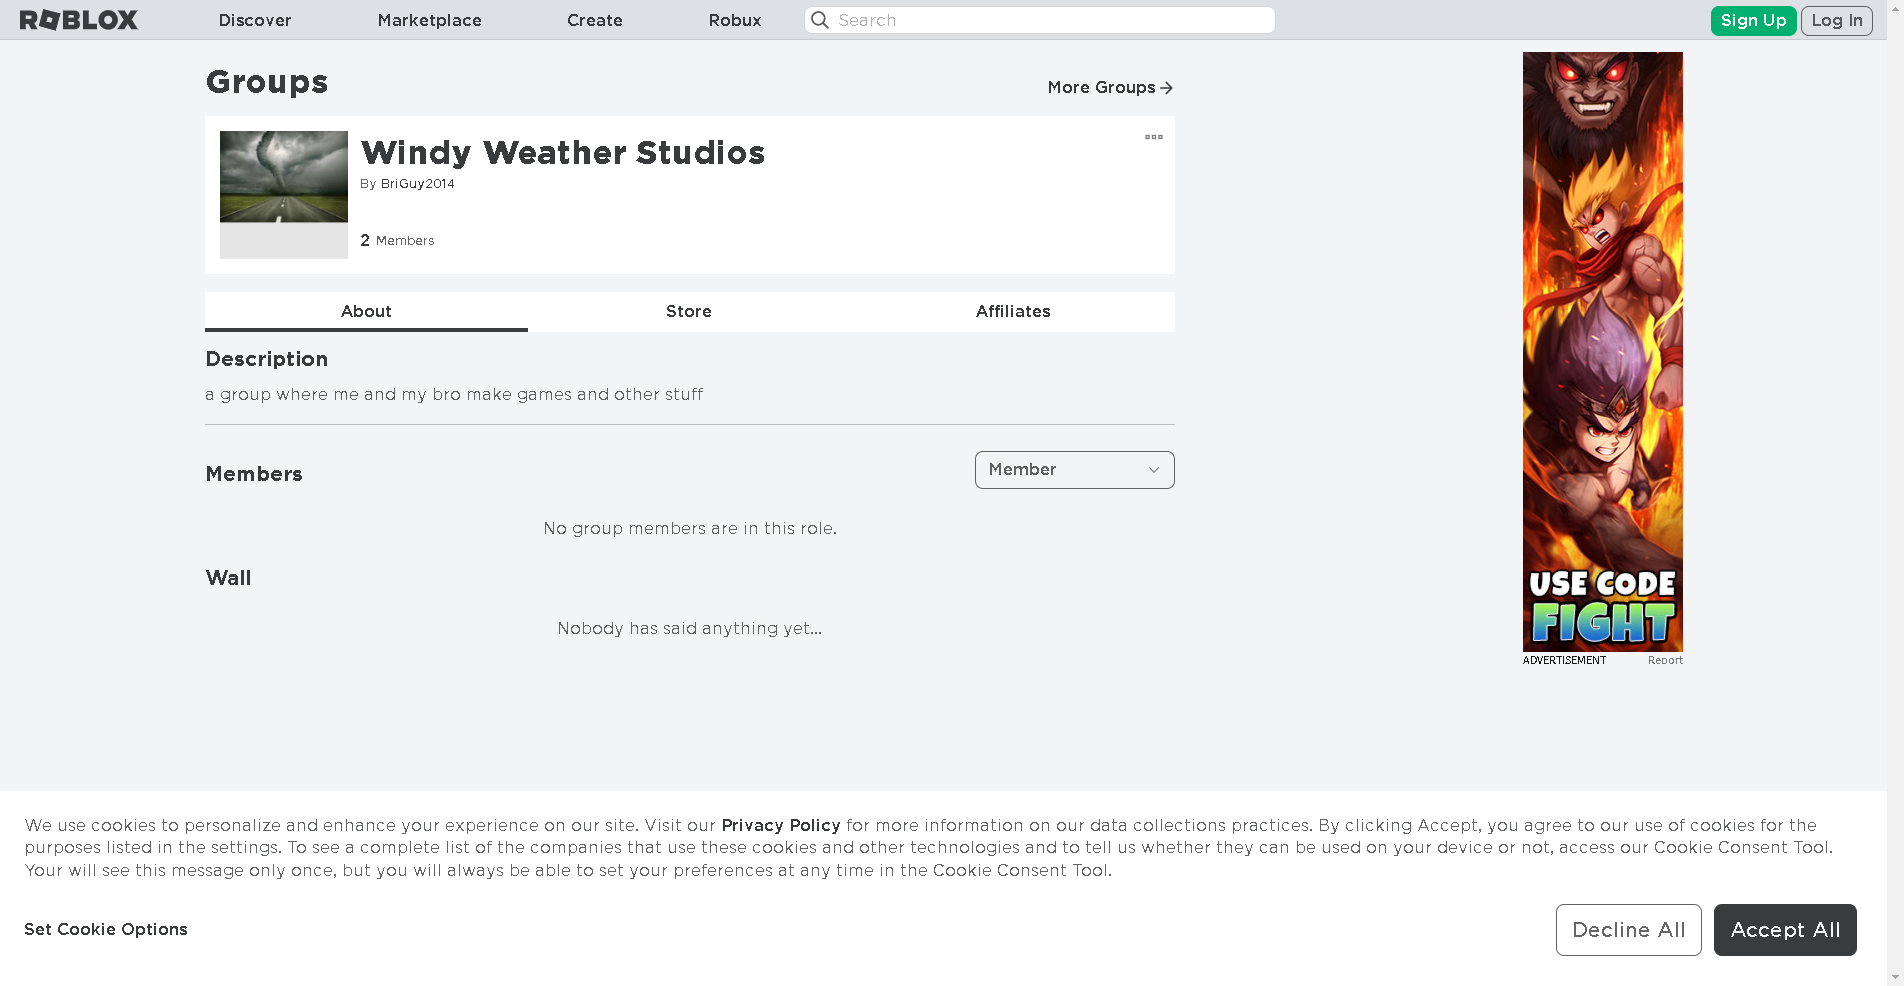 ROBLOX
Discover
Marketplace
Create
Robux
Search
Sign Up
Log In
Groups
More Groups
Windy Weather Studios
By BriGuy2014
2 Members
About
Store
Affiliates
Description
a group where me and my bro make games and other stuff
Members
Member
No group members are in this role.
Wall
Nobody has said anything yet...
USE CODE
FIGHT
ADVERTISEMENT
Report
We use cookies to personalize and enhance your experience on our site. Visit our Privacy Policy for more information on our data collections practices. By clicking Accept, you agree to our use of cookies for the
purposes listed in the settings. To see a complete list of the companies that use these cookies and other technologies and to tell us whether they can be used on your device or not, access our Cookie Consent Tool.
Your will see this message only once, but you will always be able to set your preferences at any time in the Cookie Consent Tool.
Set Cookie Options
Decline All
Accept All